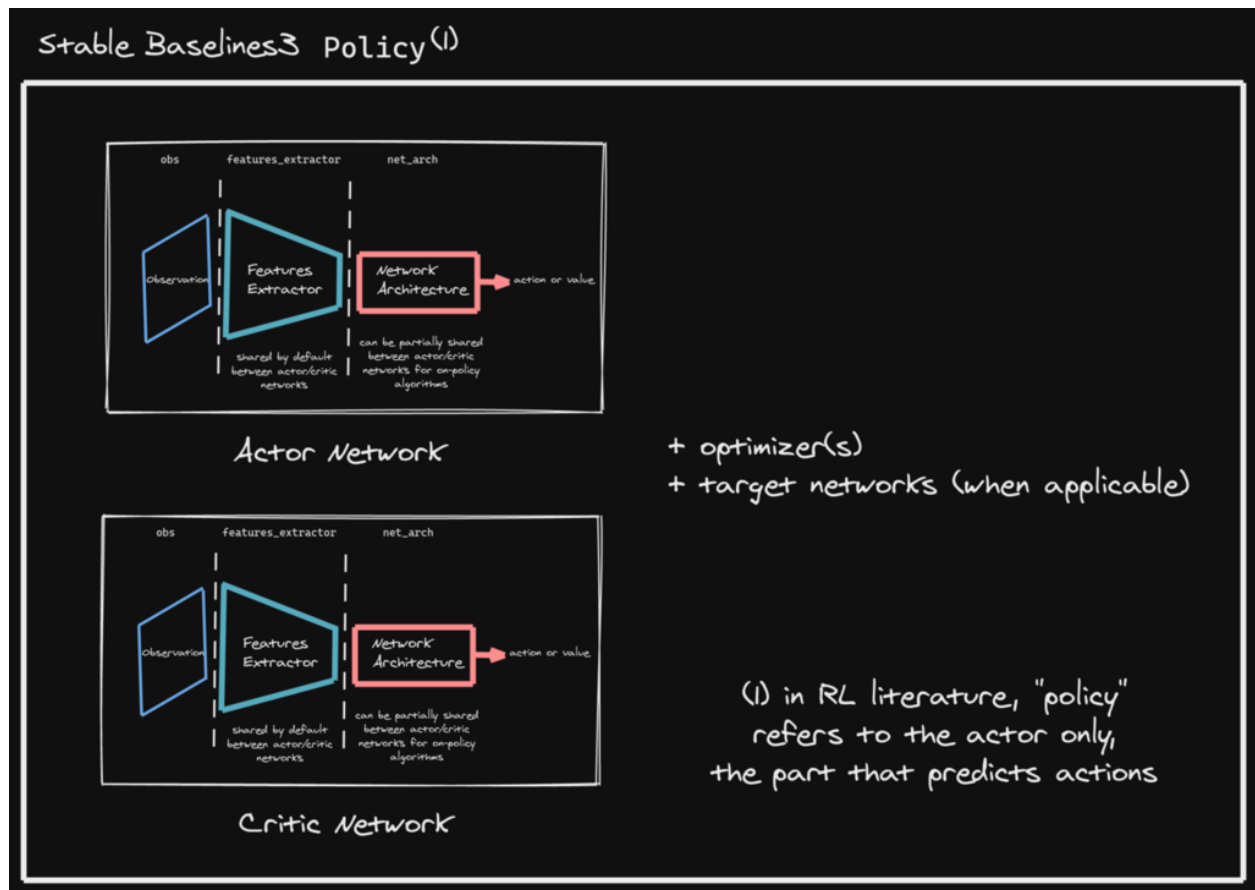 Stable Baselines3 Policy(1)
obs features_extractor net_arch
Observation
Features
Extractor
Network
Architecture
action or value
shared by default
between actor/critic
networks
can be partially shared
between actor/critic
networks for on-policy
algorithms
Actor Network
+ optimizer(s)
+ target networks (when applicable)
obs features_extractor net_arch
Observation
Features
Extractor
Network
Architecture
action or value
shared by default
between actor/critic
networks
can be partially shared
between actor/critic
networks for on-policy
algorithms
Critic Network
(1) in RL literature, "policy"
refers to the actor only,
the part that predicts actions